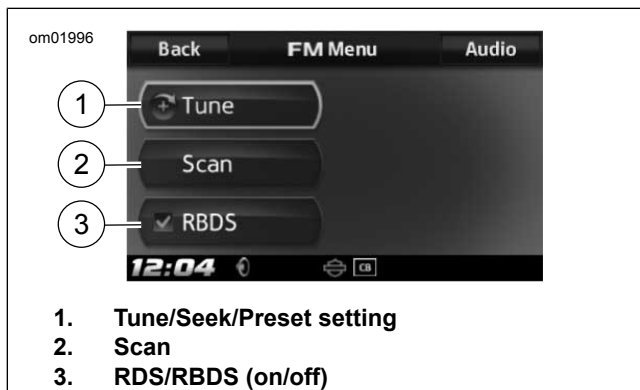 om01996
Back FM Menu Audio
1 Tune
2 Scan
3 RBDS
12:04 CB
1. Tune/Seek/Preset setting
2. Scan
3. RDS/RBDS (on/off)